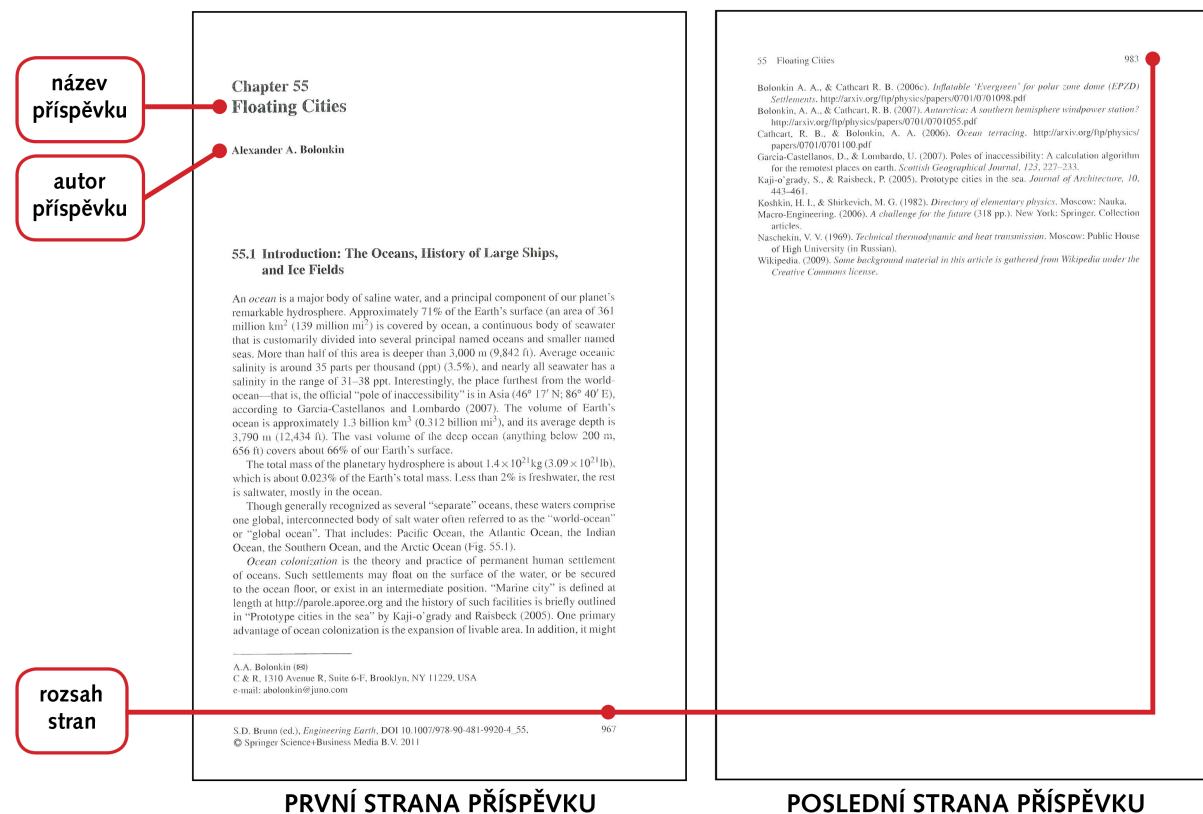 název
příspěvku
autor
příspěvku
rozsah
stran
Chapter 55
Floating Cities
Alexander A. Bolonkin
55.1 Introduction: The Oceans, History of Large Ships,
and Ice Fields
An ocean is a major body of saline water, and a principal component of our planet's
remarkable hydrosphere. Approximately 71% of the Earth's surface (an area of 361
million km² (139 million mi²) is covered by ocean, a continuous body of seawater
that is customarily divided into several principal named oceans and smaller named
seas. More than half of this area is deeper than 3,000 m (9,842 ft). Average oceanic
salinity is around 35 parts per thousand (ppt) (3.5%), and nearly all seawater has a
salinity in the range of 31–38 ppt. Interestingly, the place furthest from the world-
ocean—that is, the official "pole of inaccessibility" is in Asia (46° 17′ N; 86° 40′ E),
according to Garcia-Castellanos and Lombardo (2007). The volume of Earth's
ocean is approximately 1.3 billion km³ (0.312 billion mi³), and its average depth is
3,790 m (12,434 ft). The vast volume of the deep ocean (anything below 200 m,
656 ft) covers about 66% of our Earth's surface.
The total mass of the planetary hydrosphere is about 1.4 × 10²¹ kg (3.09 × 10²¹ lb),
which is about 0.023% of the Earth's total mass. Less than 2% is freshwater, the rest
is saltwater, mostly in the ocean.
Though generally recognized as several "separate" oceans, these waters comprise
one global, interconnected body of salt water often referred to as the "world-ocean"
or "global ocean". That includes: Pacific Ocean, the Atlantic Ocean, the Indian
Ocean, the Southern Ocean, and the Arctic Ocean (Fig. 55.1).
Ocean colonization is the theory and practice of permanent human settlement
of oceans. Such settlements may float on the surface of the water, or be secured
to the ocean floor, or exist in an intermediate position. "Marine city" is defined at
length at http://parole.aporee.org and the history of such facilities is briefly outlined
in "Prototype cities in the sea" by Kaji-o'grady and Raisbeck (2005). One primary
advantage of ocean colonization is the expansion of livable area. In addition, it might
A.A. Bolonkin (✉)
C & R, 1310 Avenue R, Suite 6-F, Brooklyn, NY 11229, USA
e-mail: abolonkin@juno.com
S.D. Brunn (ed.), Engineering Earth, DOI 10.1007/978-90-481-9920-4_55, 967
© Springer Science+Business Media B.V. 2011
PRVNÍ STRANA PŘÍSPĚVKU
55 Floating Cities 983
Bolonkin A. A., & Cathcart R. B. (2006c). Inflatable 'Evergreen' for polar zone dome (EPZD)
Settlements. http://arxiv.org/ftp/physics/papers/0701/0701098.pdf
Bolonkin, A. A., & Cathcart, R. B. (2007). Antarctica: A southern hemisphere windpower station?
http://arxiv.org/ftp/physics/papers/0701/0701055.pdf
Cathcart, R. B., & Bolonkin, A. A. (2006). Ocean terracing. http://arxiv.org/ftp/physics/
papers/0701/0701100.pdf
Garcia-Castellanos, D., & Lombardo, U. (2007). Poles of inaccessibility: A calculation algorithm
for the remotest places on earth. Scottish Geographical Journal, 123, 227–233.
Kaji-o'grady, S., & Raisbeck, P. (2005). Prototype cities in the sea. Journal of Architecture, 10,
443–461.
Koshkin, H. I., & Shirkevich, M. G. (1982). Directory of elementary physics. Moscow: Nauka.
Macro-Engineering. (2006). A challenge for the future (318 pp.). New York: Springer. Collection
articles.
Naschekin, V. V. (1969). Technical thermodynamic and heat transmission. Moscow: Public House
of High University (in Russian).
Wikipedia. (2009). Some background material in this article is gathered from Wikipedia under the
Creative Commons license.
POSLEDNÍ STRANA PŘÍSPĚVKU